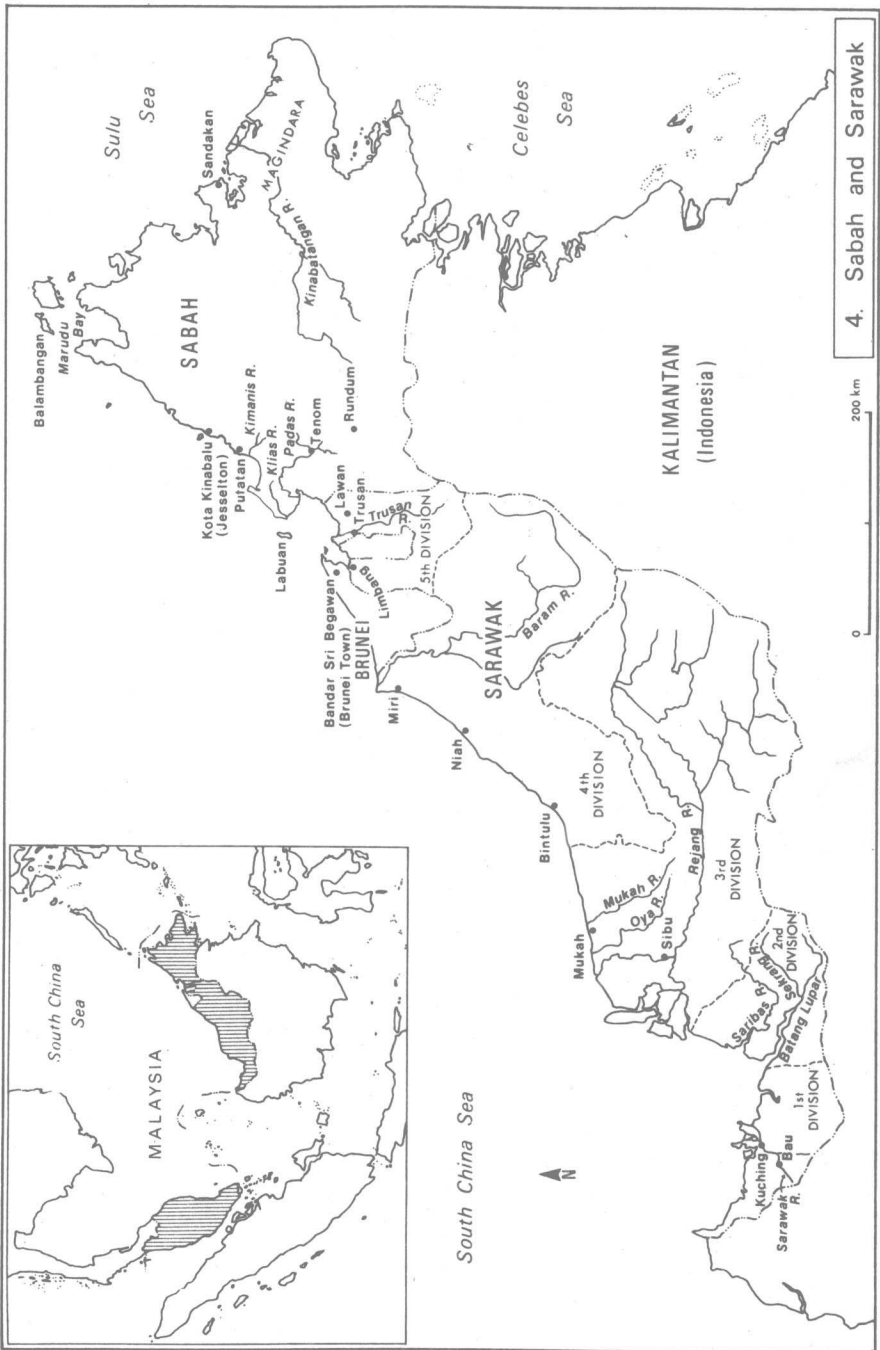 4. Sabah and Sarawak
South China
Sea
MALAYSIA
Sulu
Sea
Celebes
Sea
South China Sea
N
0
200 km
Balambangan
Marudu
Bay
SABAH
Sandakan
MAGINDARA
Kinabatangan R.
Kota Kinabalu
(Jesselton)
Putatan
Kimanis R.
Klias R.
Padas R.
Tenom
Rundum
Labuan
Lawan
Trusan
Trusan
R.
5th DIVISION
Limbang
Bandar Sri Begawan
(Brunei Town)
BRUNEI
Miri
Niah
Bintulu
SARAWAK
Baram R.
4th
DIVISION
KALIMANTAN
(Indonesia)
Mukah
Mukah R.
Oya R.
Sibu
Rejang R.
3rd
DIVISION
2nd
DIVISION
Saribas R.
Sekrang R.
Batang Lupar
1st
DIVISION
Kuching
Bau
Sarawak
R.